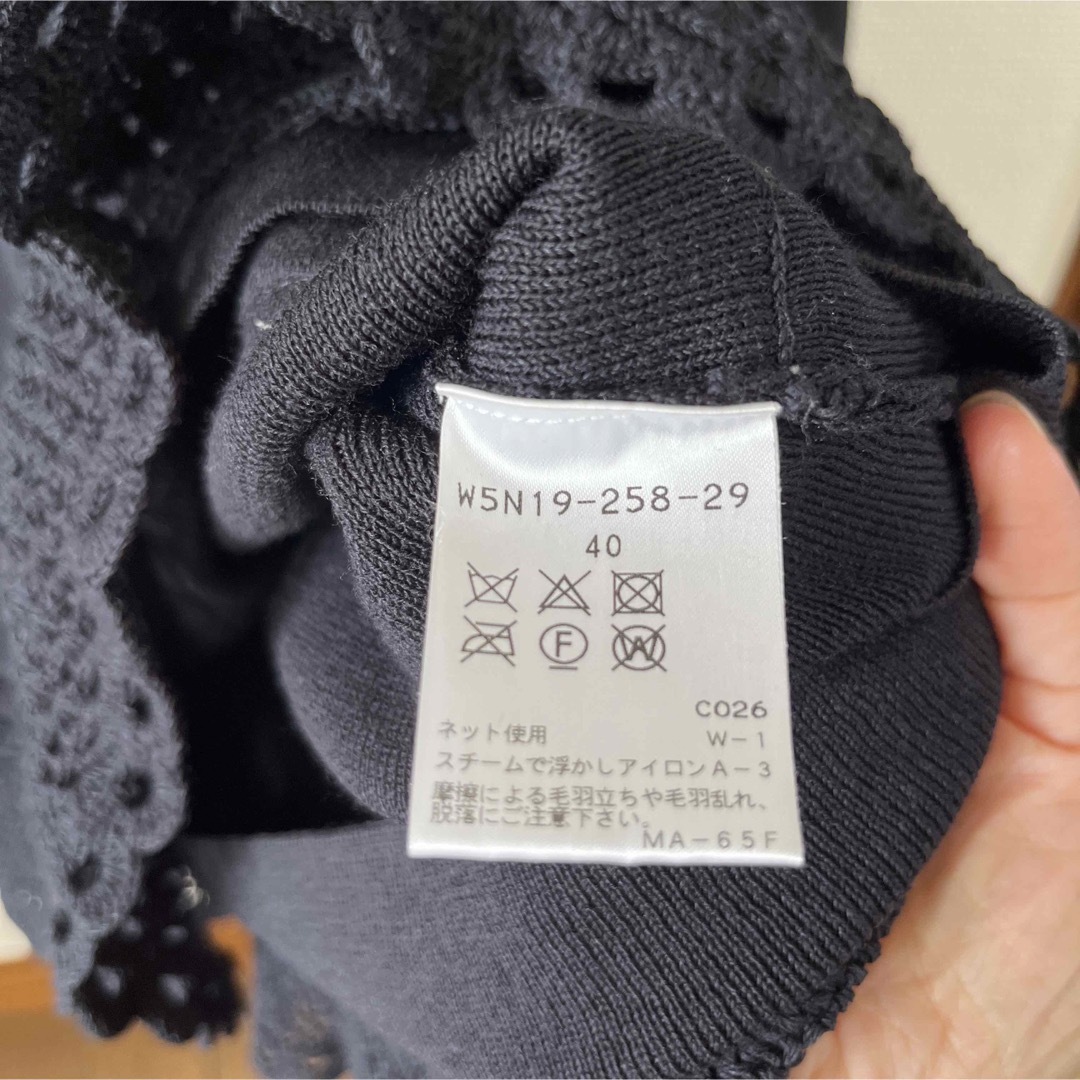 W5N19-258-29
40
F W
C026
ネット使用 W-1
スチームで浮かしアイロンA-3
摩擦による毛羽立ちや毛羽乱れ、
脱落にご注意下さい。
MA-65F